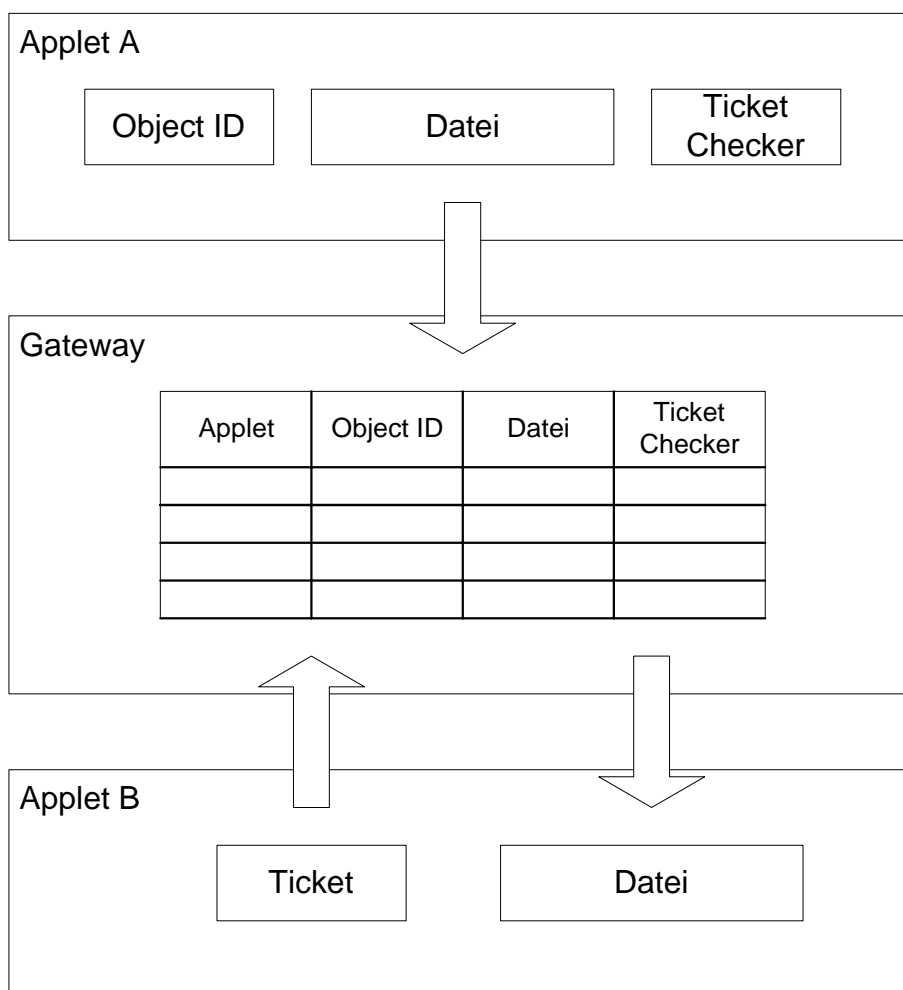 Applet A
Object ID
Datei
Ticket
Checker
Gateway
Applet
Object ID
Datei
Ticket
Checker
Applet B
Ticket
Datei